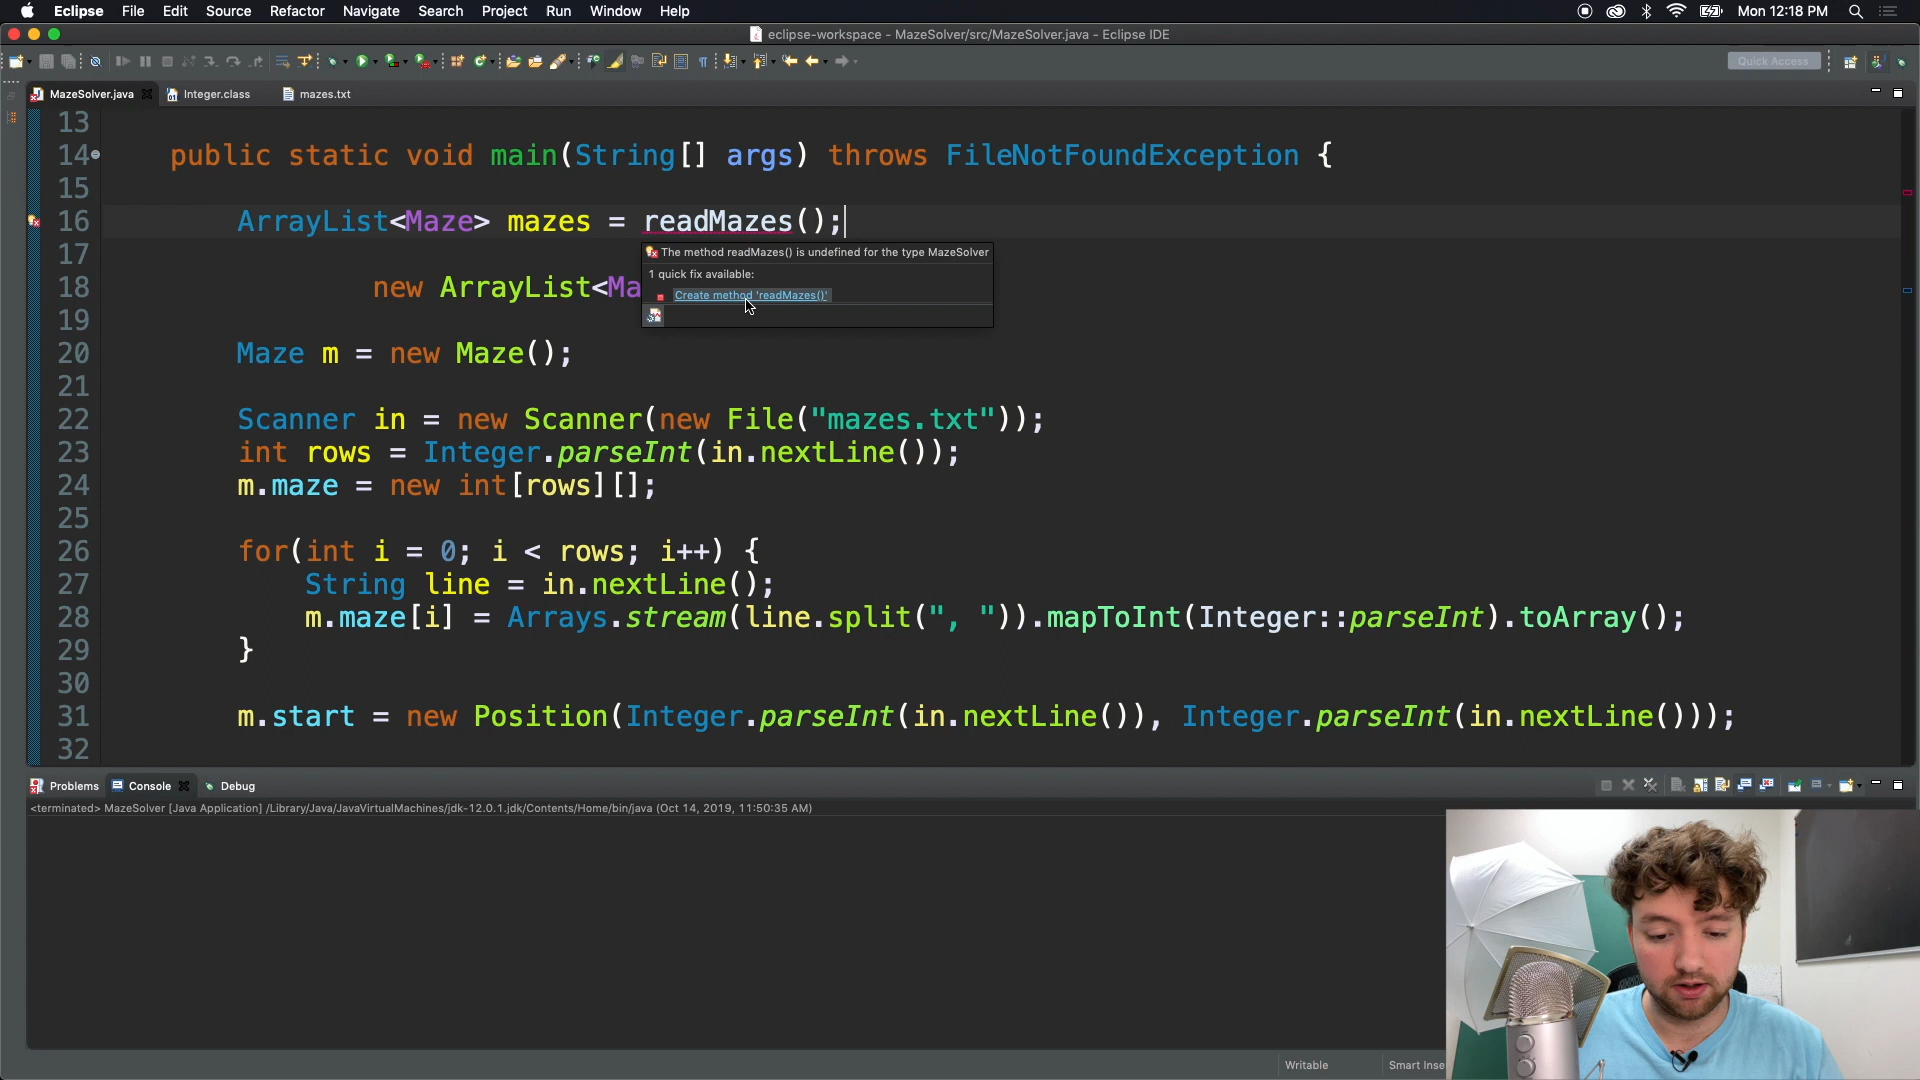 Eclipse File Edit Source Refactor Navigate Search Project Run Window Help Mon 12:18 PM
eclipse-workspace - MazeSolver/src/MazeSolver.java - Eclipse IDE
Quick Access
MazeSolver.java Integer.class mazes.txt
13
14 public static void main(String[] args) throws FileNotFoundException {
15
16 ArrayList<Maze> mazes = readMazes();
17
The method readMazes() is undefined for the type MazeSolver
1 quick fix available:
Create method 'readMazes()'
18 new ArrayList<Ma
19
20 Maze m = new Maze();
21
22 Scanner in = new Scanner(new File("mazes.txt"));
23 int rows = Integer.parseInt(in.nextLine());
24 m.maze = new int[rows][];
25
26 for(int i = 0; i < rows; i++) {
27 String line = in.nextLine();
28 m.maze[i] = Arrays.stream(line.split(", ")).mapToInt(Integer::parseInt).toArray();
29 }
30
31 m.start = new Position(Integer.parseInt(in.nextLine()), Integer.parseInt(in.nextLine()));
32
Problems Console Debug
<terminated> MazeSolver [Java Application] /Library/Java/JavaVirtualMachines/jdk-12.0.1.jdk/Contents/Home/bin/java (Oct 14, 2019, 11:50:35 AM)
Writable Smart Inse